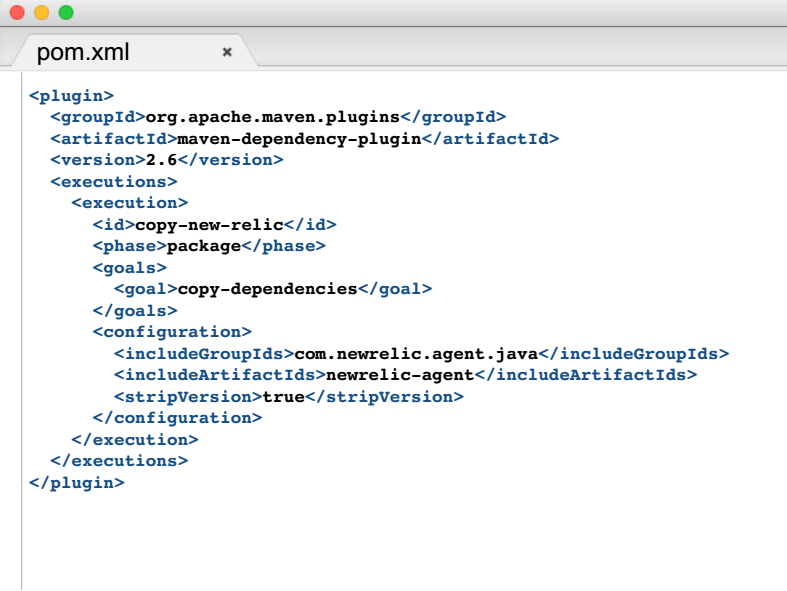 pom.xml
<plugin>
  <groupId>org.apache.maven.plugins</groupId>
  <artifactId>maven-dependency-plugin</artifactId>
  <version>2.6</version>
  <executions>
    <execution>
      <id>copy-new-relic</id>
      <phase>package</phase>
      <goals>
        <goal>copy-dependencies</goal>
      </goals>
      <configuration>
        <includeGroupIds>com.newrelic.agent.java</includeGroupIds>
        <includeArtifactIds>newrelic-agent</includeArtifactIds>
        <stripVersion>true</stripVersion>
      </configuration>
    </execution>
  </executions>
</plugin>